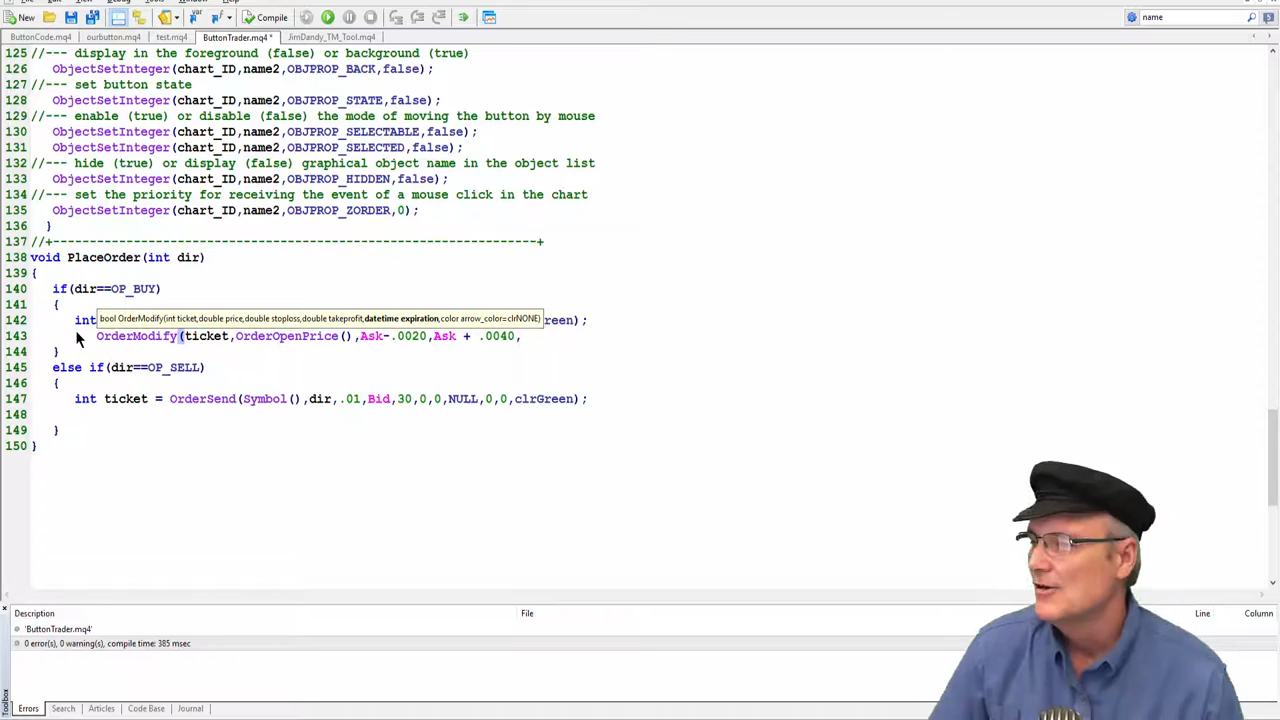 New
Compile
name
5
ButtonCode.mq4 ourbutton.mq4 test.mq4 ButtonTrader.mq4 * JimDandy_TM_Tool.mq4
125 //--- display in the foreground (false) or background (true)
126 ObjectSetInteger(chart_ID,name2,OBJPROP_BACK,false);
127 //--- set button state
128 ObjectSetInteger(chart_ID,name2,OBJPROP_STATE,false);
129 //--- enable (true) or disable (false) the mode of moving the button by mouse
130 ObjectSetInteger(chart_ID,name2,OBJPROP_SELECTABLE,false);
131 ObjectSetInteger(chart_ID,name2,OBJPROP_SELECTED,false);
132 //--- hide (true) or display (false) graphical object name in the object list
133 ObjectSetInteger(chart_ID,name2,OBJPROP_HIDDEN,false);
134 //--- set the priority for receiving the event of a mouse click in the chart
135 ObjectSetInteger(chart_ID,name2,OBJPROP_ZORDER,0);
136 }
137 //+------------------------------------------------------------------+
138 void PlaceOrder(int dir)
139 {
140 if(dir==OP_BUY)
141 {
bool OrderModify(int ticket,double price,double stoploss,double takeprofit,datetime expiration,color arrow_color=clrNONE)
142 int reen);
143 OrderModify(ticket,OrderOpenPrice(),Ask-.0020,Ask + .0040,
144 }
145 else if(dir==OP_SELL)
146 {
147 int ticket = OrderSend(Symbol(),dir,.01,Bid,30,0,0,NULL,0,0,clrGreen);
148
149 }
150 }
Description File Line Column
'ButtonTrader.mq4'
0 error(s), 0 warning(s), compile time: 385 msec
Toolbox
Errors Search Articles Code Base Journal